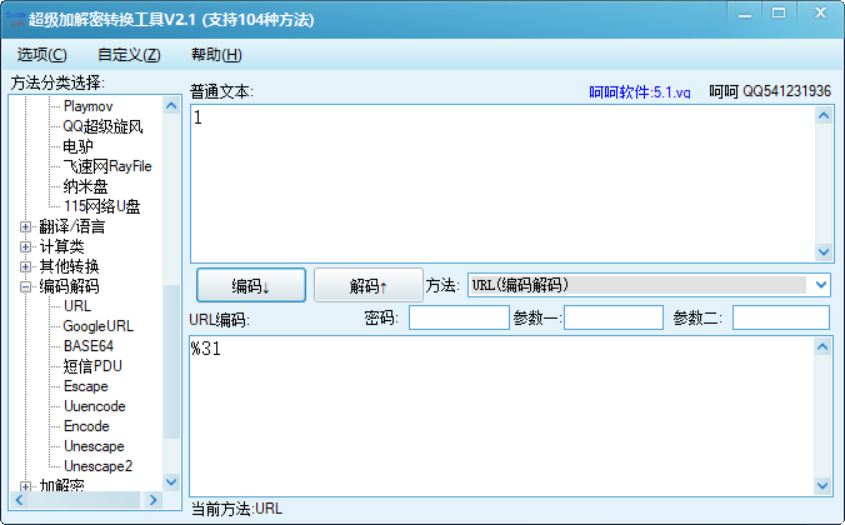 超级加解密转换工具V2.1 (支持104种方法)
选项(C) 自定义(Z) 帮助(H)
方法分类选择:
Playmov
QQ超级旋风
电驴
飞速网RayFile
纳米盘
115网络U盘
翻译/语言
计算类
其他转换
编码解码
URL
GoogleURL
BASE64
短信PDU
Escape
Uuencode
Encode
Unescape
Unescape2
加解密
普通文本:
呵呵软件:5.1.vg 呵呵 QQ541231936
1
编码↓ 解码↑ 方法: URL(编码解码)
URL编码: 密码: 参数一: 参数二:
%31
当前方法:URL